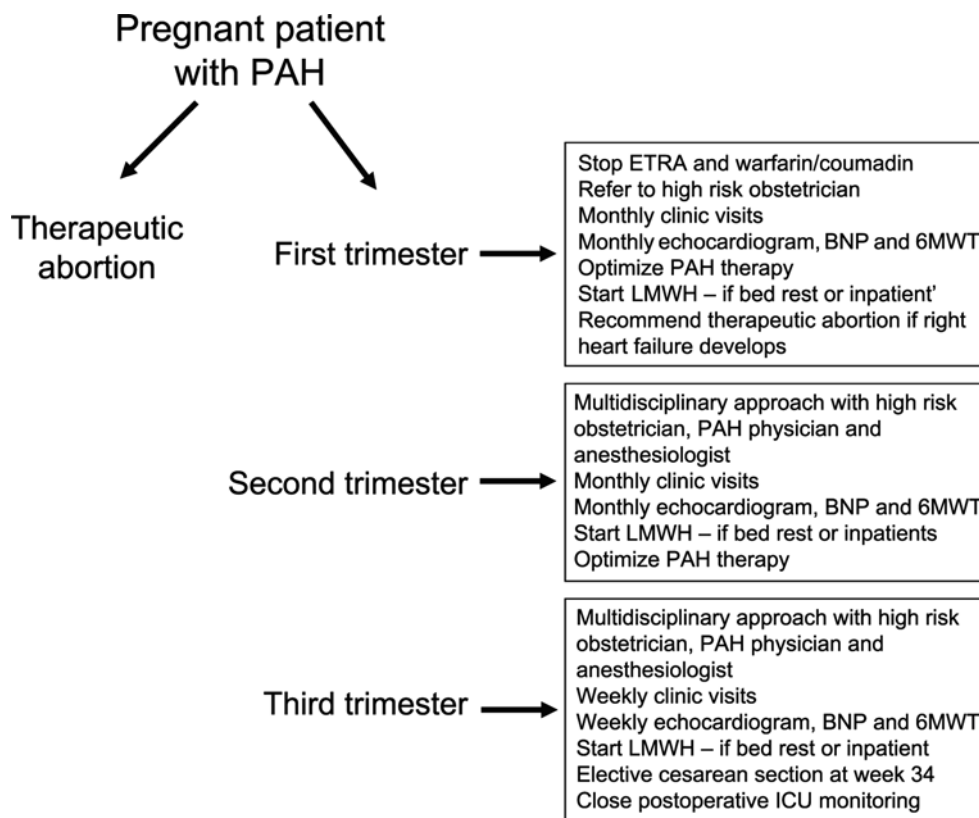 Pregnant patient
with PAH
Therapeutic
abortion
First trimester
Stop ETRA and warfarin/coumadin
Refer to high risk obstetrician
Monthly clinic visits
Monthly echocardiogram, BNP and 6MWT
Optimize PAH therapy
Start LMWH – if bed rest or inpatient'
Recommend therapeutic abortion if right
heart failure develops
Second trimester
Multidisciplinary approach with high risk
obstetrician, PAH physician and
anesthesiologist
Monthly clinic visits
Monthly echocardiogram, BNP and 6MWT
Start LMWH – if bed rest or inpatients
Optimize PAH therapy
Third trimester
Multidisciplinary approach with high risk
obstetrician, PAH physician and
anesthesiologist
Weekly clinic visits
Weekly echocardiogram, BNP and 6MWT
Start LMWH – if bed rest or inpatient
Elective cesarean section at week 34
Close postoperative ICU monitoring